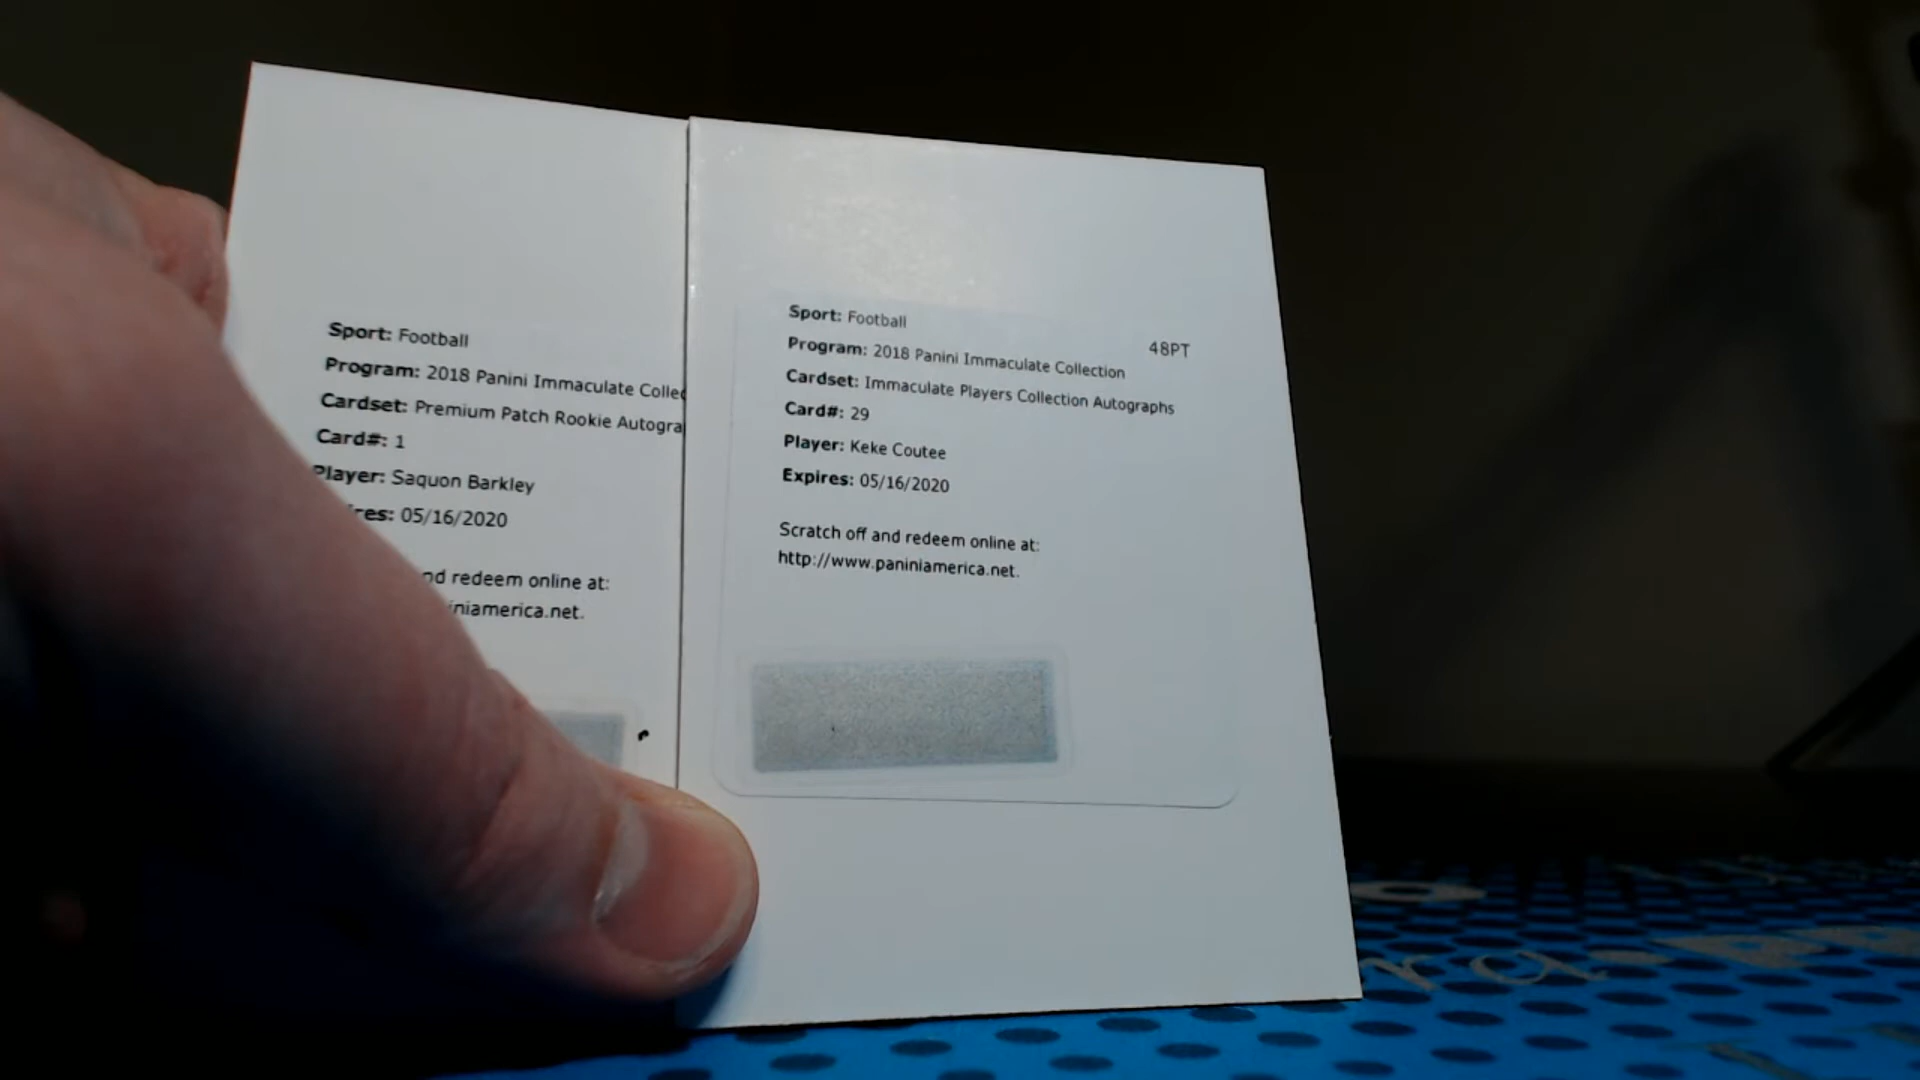 Sport: Football
Program: 2018 Panini Immaculate Collec
Cardset: Premium Patch Rookie Autogra
Card#: 1
Player: Saquon Barkley
res: 05/16/2020
nd redeem online at:
iniamerica.net.
Sport: Football
48PT
Program: 2018 Panini Immaculate Collection
Cardset: Immaculate Players Collection Autographs
Card#: 29
Player: Keke Coutee
Expires: 05/16/2020
Scratch off and redeem online at:
http://www.paniniamerica.net.